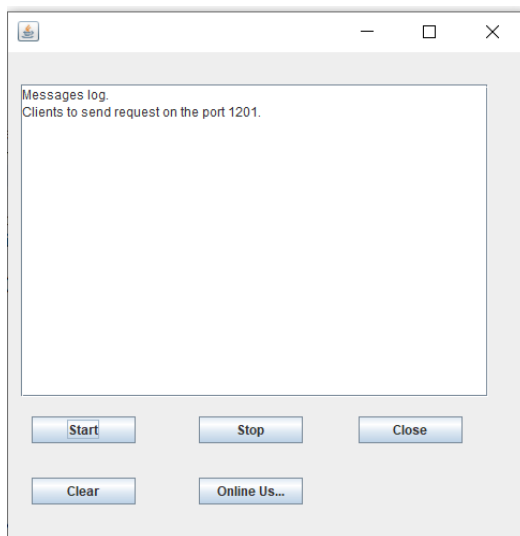 Messages log.
Clients to send request on the port 1201.
Start Stop Close
Clear Online Us...